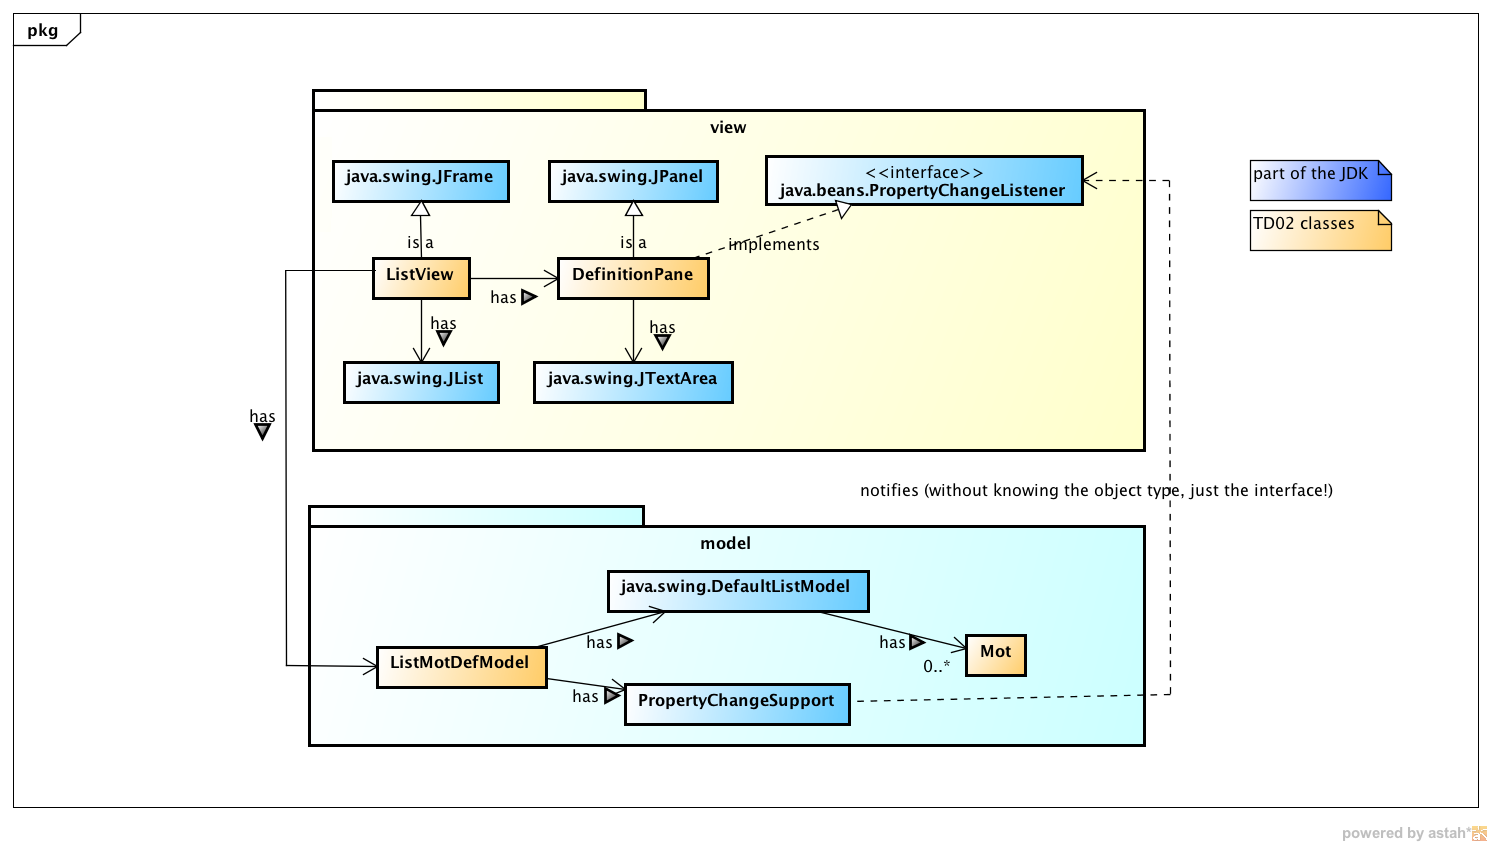 pkg
view
java.swing.JFrame
java.swing.JPanel
<<interface>>
java.beans.PropertyChangeListener
part of the JDK
TD02 classes
is a
is a
implements
ListView
DefinitionPane
has
has
has
java.swing.JList
java.swing.JTextArea
has
notifies (without knowing the object type, just the interface!)
model
java.swing.DefaultListModel
has
has
ListMotDefModel
Mot
0..*
has
PropertyChangeSupport
powered by astah*